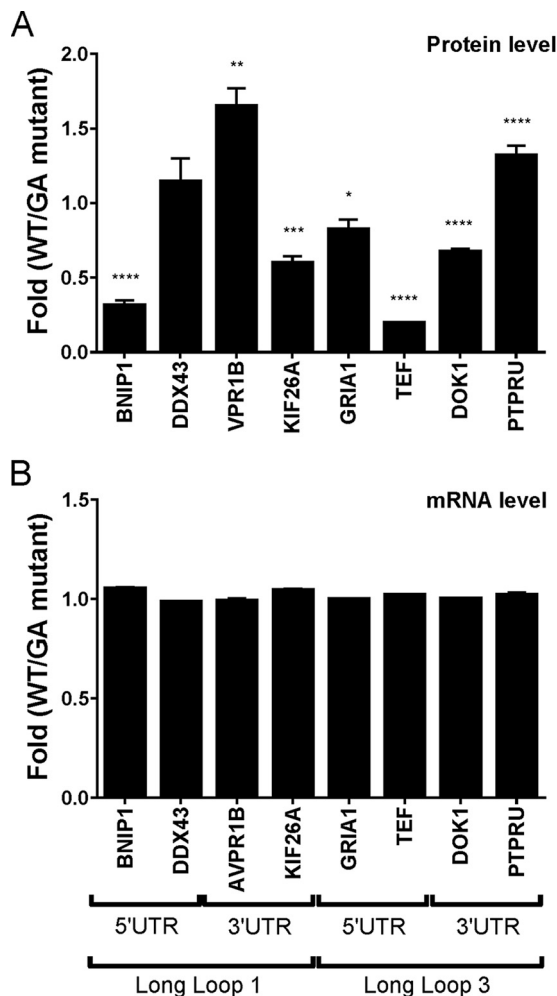 A
Protein level
Fold (WT/GA mutant)
2.0
1.5
1.0
0.5
0.0
****
**
***
*
****
****
****
BNIP1
DDX43
VPR1B
KIF26A
GRIA1
TEF
DOK1
PTPRU
B
mRNA level
Fold (WT/GA mutant)
1.5
1.0
0.5
0.0
BNIP1
DDX43
AVPR1B
KIF26A
GRIA1
TEF
DOK1
PTPRU
5'UTR 3'UTR 5'UTR 3'UTR
Long Loop 1 Long Loop 3